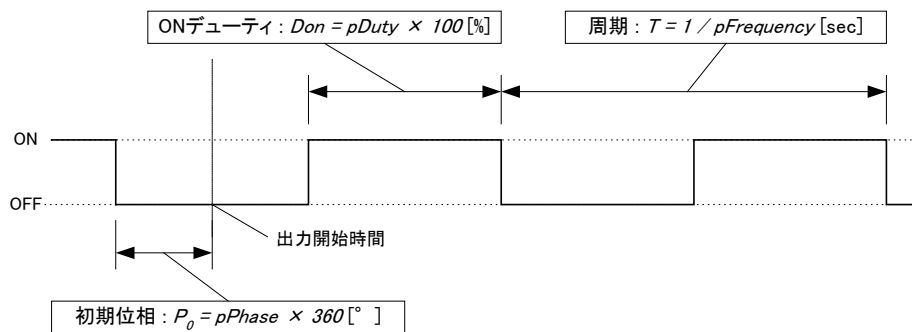 ONデューティ : Don = pDuty × 100 [%]
周期 : T = 1 / pFrequency [sec]
ON
OFF
出力開始時間
初期位相 : P0 = pPhase × 360 [° ]